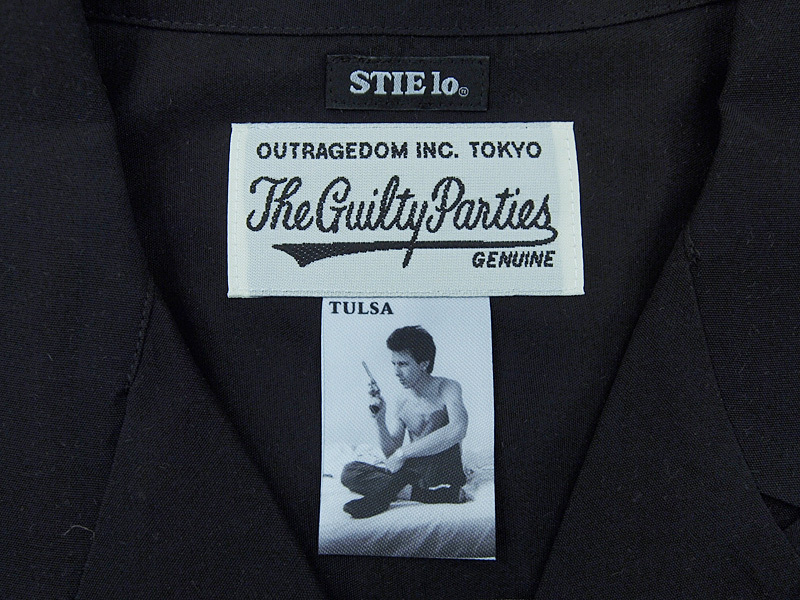 STIE lo®
OUTRAGEDOM INC. TOKYO
The Guilty Parties
GENUINE
TULSA